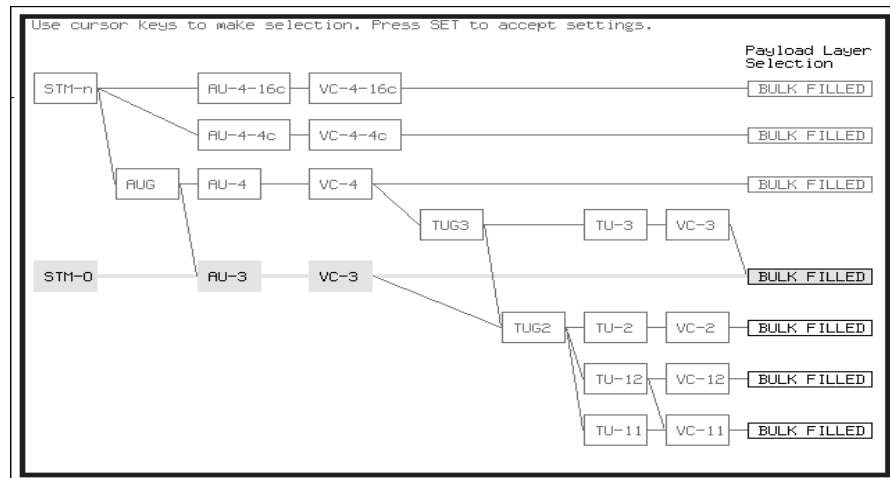 Use cursor Keys to make selection. Press SET to accept settings.
Payload Layer
Selection
STM-n AU-4-16c VC-4-16c BULK FILLED
AU-4-4c VC-4-4c BULK FILLED
AUG AU-4 VC-4 BULK FILLED
TUG3 TU-3 VC-3
STM-0 AU-3 VC-3 BULK FILLED
TUG2 TU-2 VC-2 BULK FILLED
TU-12 VC-12 BULK FILLED
TU-11 VC-11 BULK FILLED